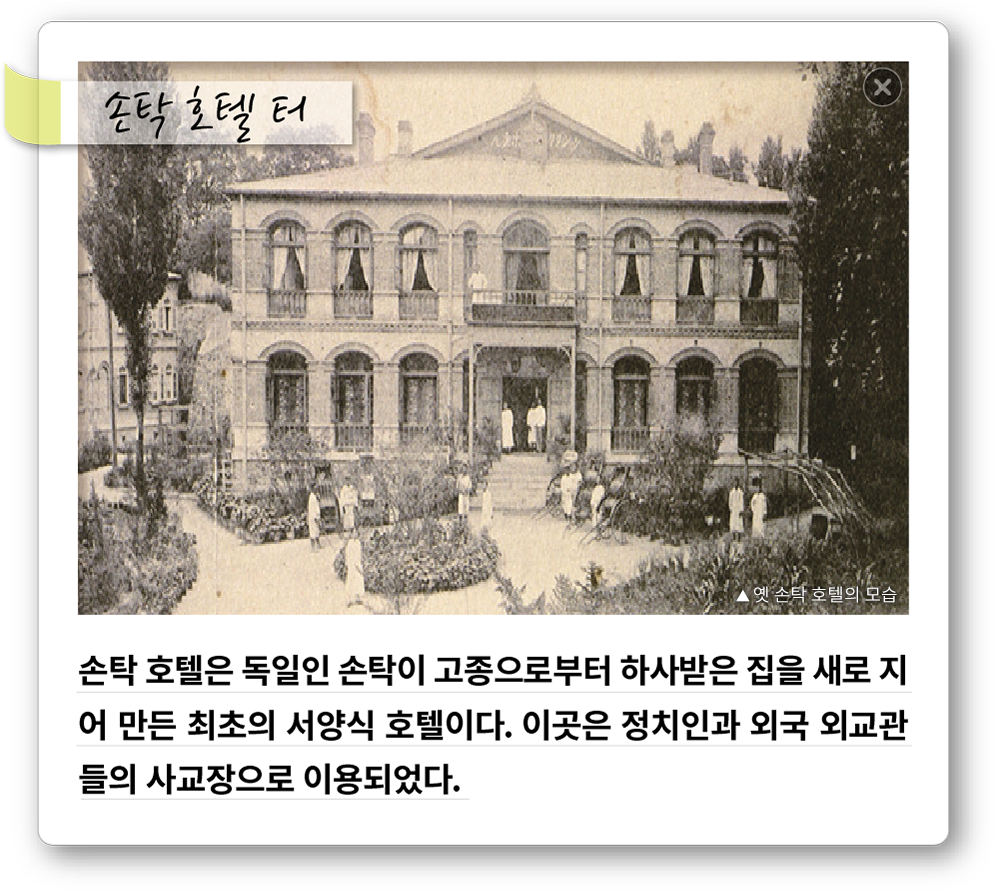 손탁 호텔 터
▲옛 손탁 호텔의 모습
손탁 호텔은 독일인 손탁이 고종으로부터 하사받은 집을 새로 지
어 만든 최초의 서양식 호텔이다. 이곳은 정치인과 외국 외교관
들의 사교장으로 이용되었다.